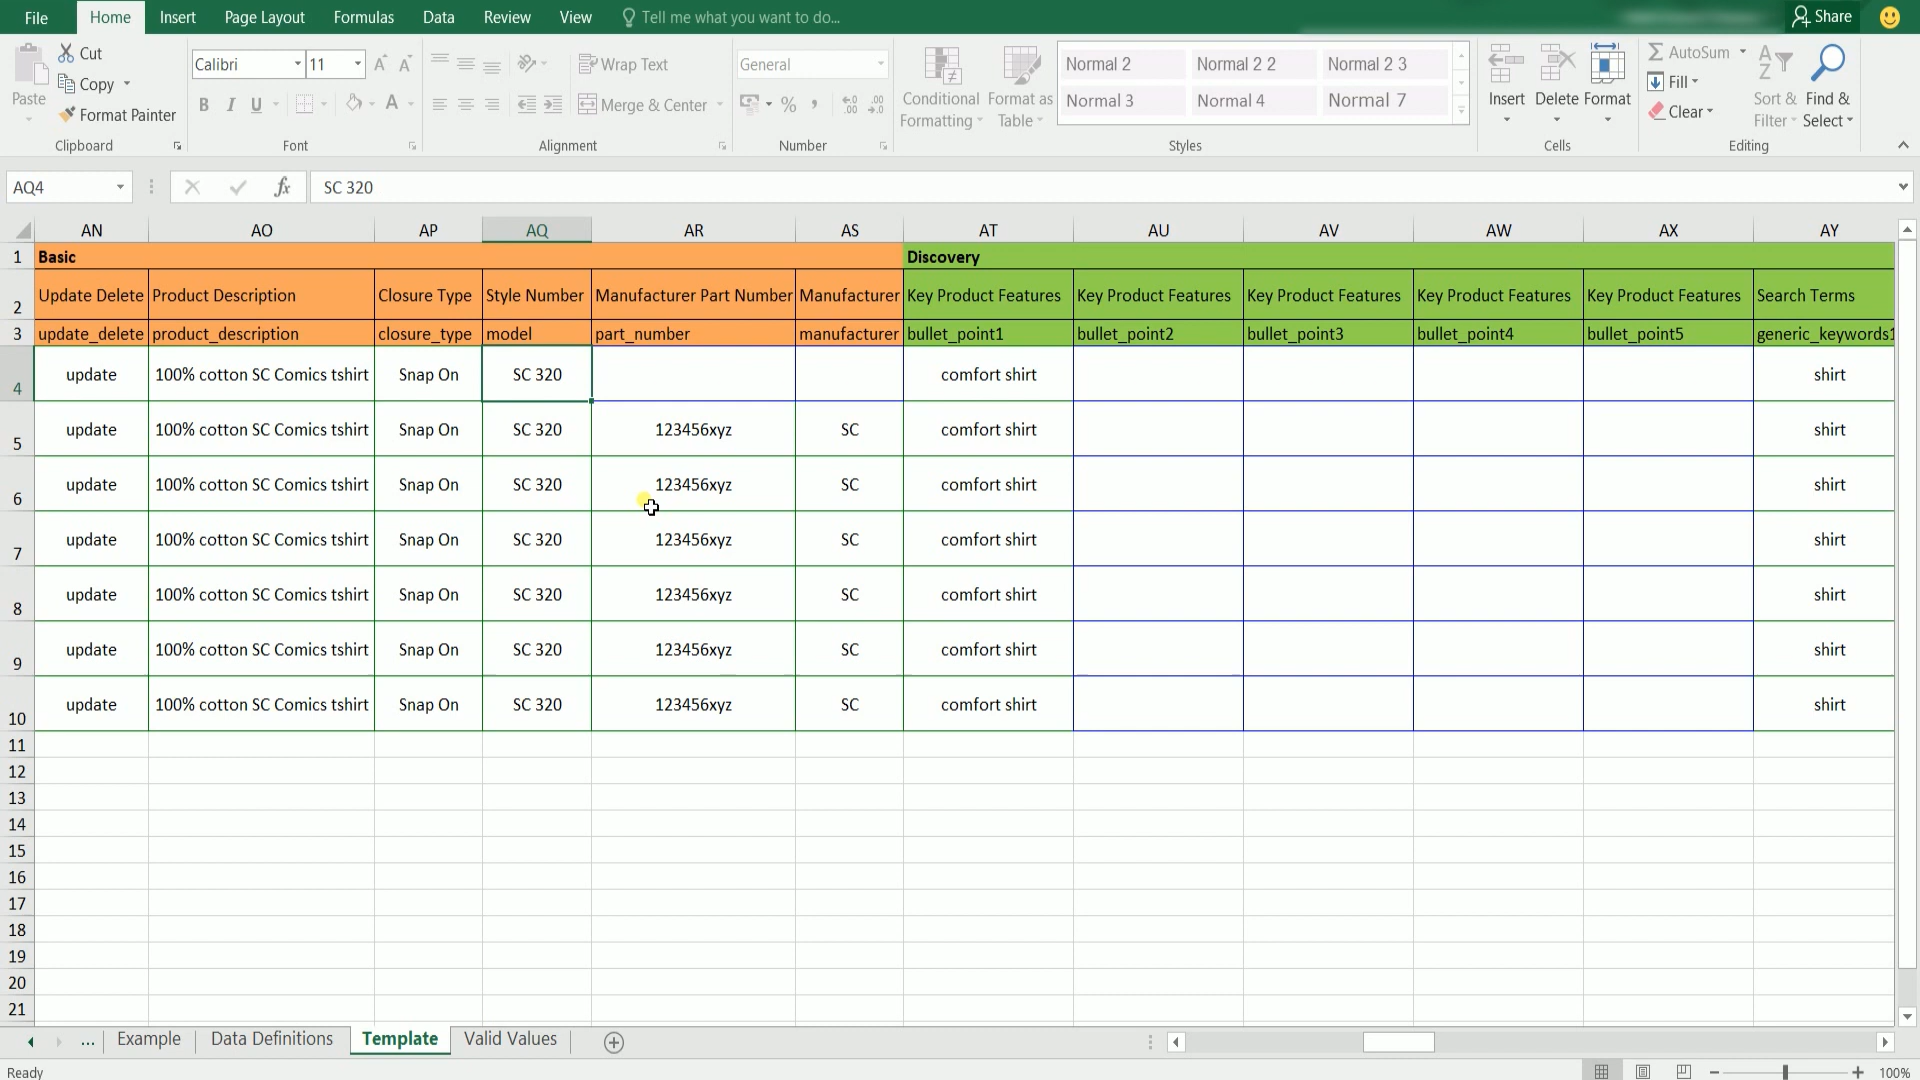 File Home Insert Page Layout Formulas Data Review View Tell me what you want to do... Share
Paste Cut Copy Format Painter Clipboard
Calibri 11 B I U A Font
Wrap Text Merge & Center Alignment
General % , Number
Conditional Formatting Format as Table
Normal 2 Normal 2 2 Normal 2 3
Normal 3 Normal 4 Normal 7
Styles
Insert Delete Format Cells
AutoSum Fill Clear Sort & Filter Find & Select Editing
AQ4 fx SC 320
AN AO AP AQ AR AS AT AU AV AW AX AY
1 Basic Discovery
2 Update Delete Product Description Closure Type Style Number Manufacturer Part Number Manufacturer Key Product Features Key Product Features Key Product Features Key Product Features Key Product Features Search Terms
3 update_delete product_description closure_type model part_number manufacturer bullet_point1 bullet_point2 bullet_point3 bullet_point4 bullet_point5 generic_keywords1
4 update 100% cotton SC Comics tshirt Snap On SC 320 comfort shirt shirt
5 update 100% cotton SC Comics tshirt Snap On SC 320 123456xyz SC comfort shirt shirt
6 update 100% cotton SC Comics tshirt Snap On SC 320 123456xyz SC comfort shirt shirt
7 update 100% cotton SC Comics tshirt Snap On SC 320 123456xyz SC comfort shirt shirt
8 update 100% cotton SC Comics tshirt Snap On SC 320 123456xyz SC comfort shirt shirt
9 update 100% cotton SC Comics tshirt Snap On SC 320 123456xyz SC comfort shirt shirt
10 update 100% cotton SC Comics tshirt Snap On SC 320 123456xyz SC comfort shirt shirt
11
12
13
14
15
16
17
18
19
20
21
... Example Data Definitions Template Valid Values
Ready 100%